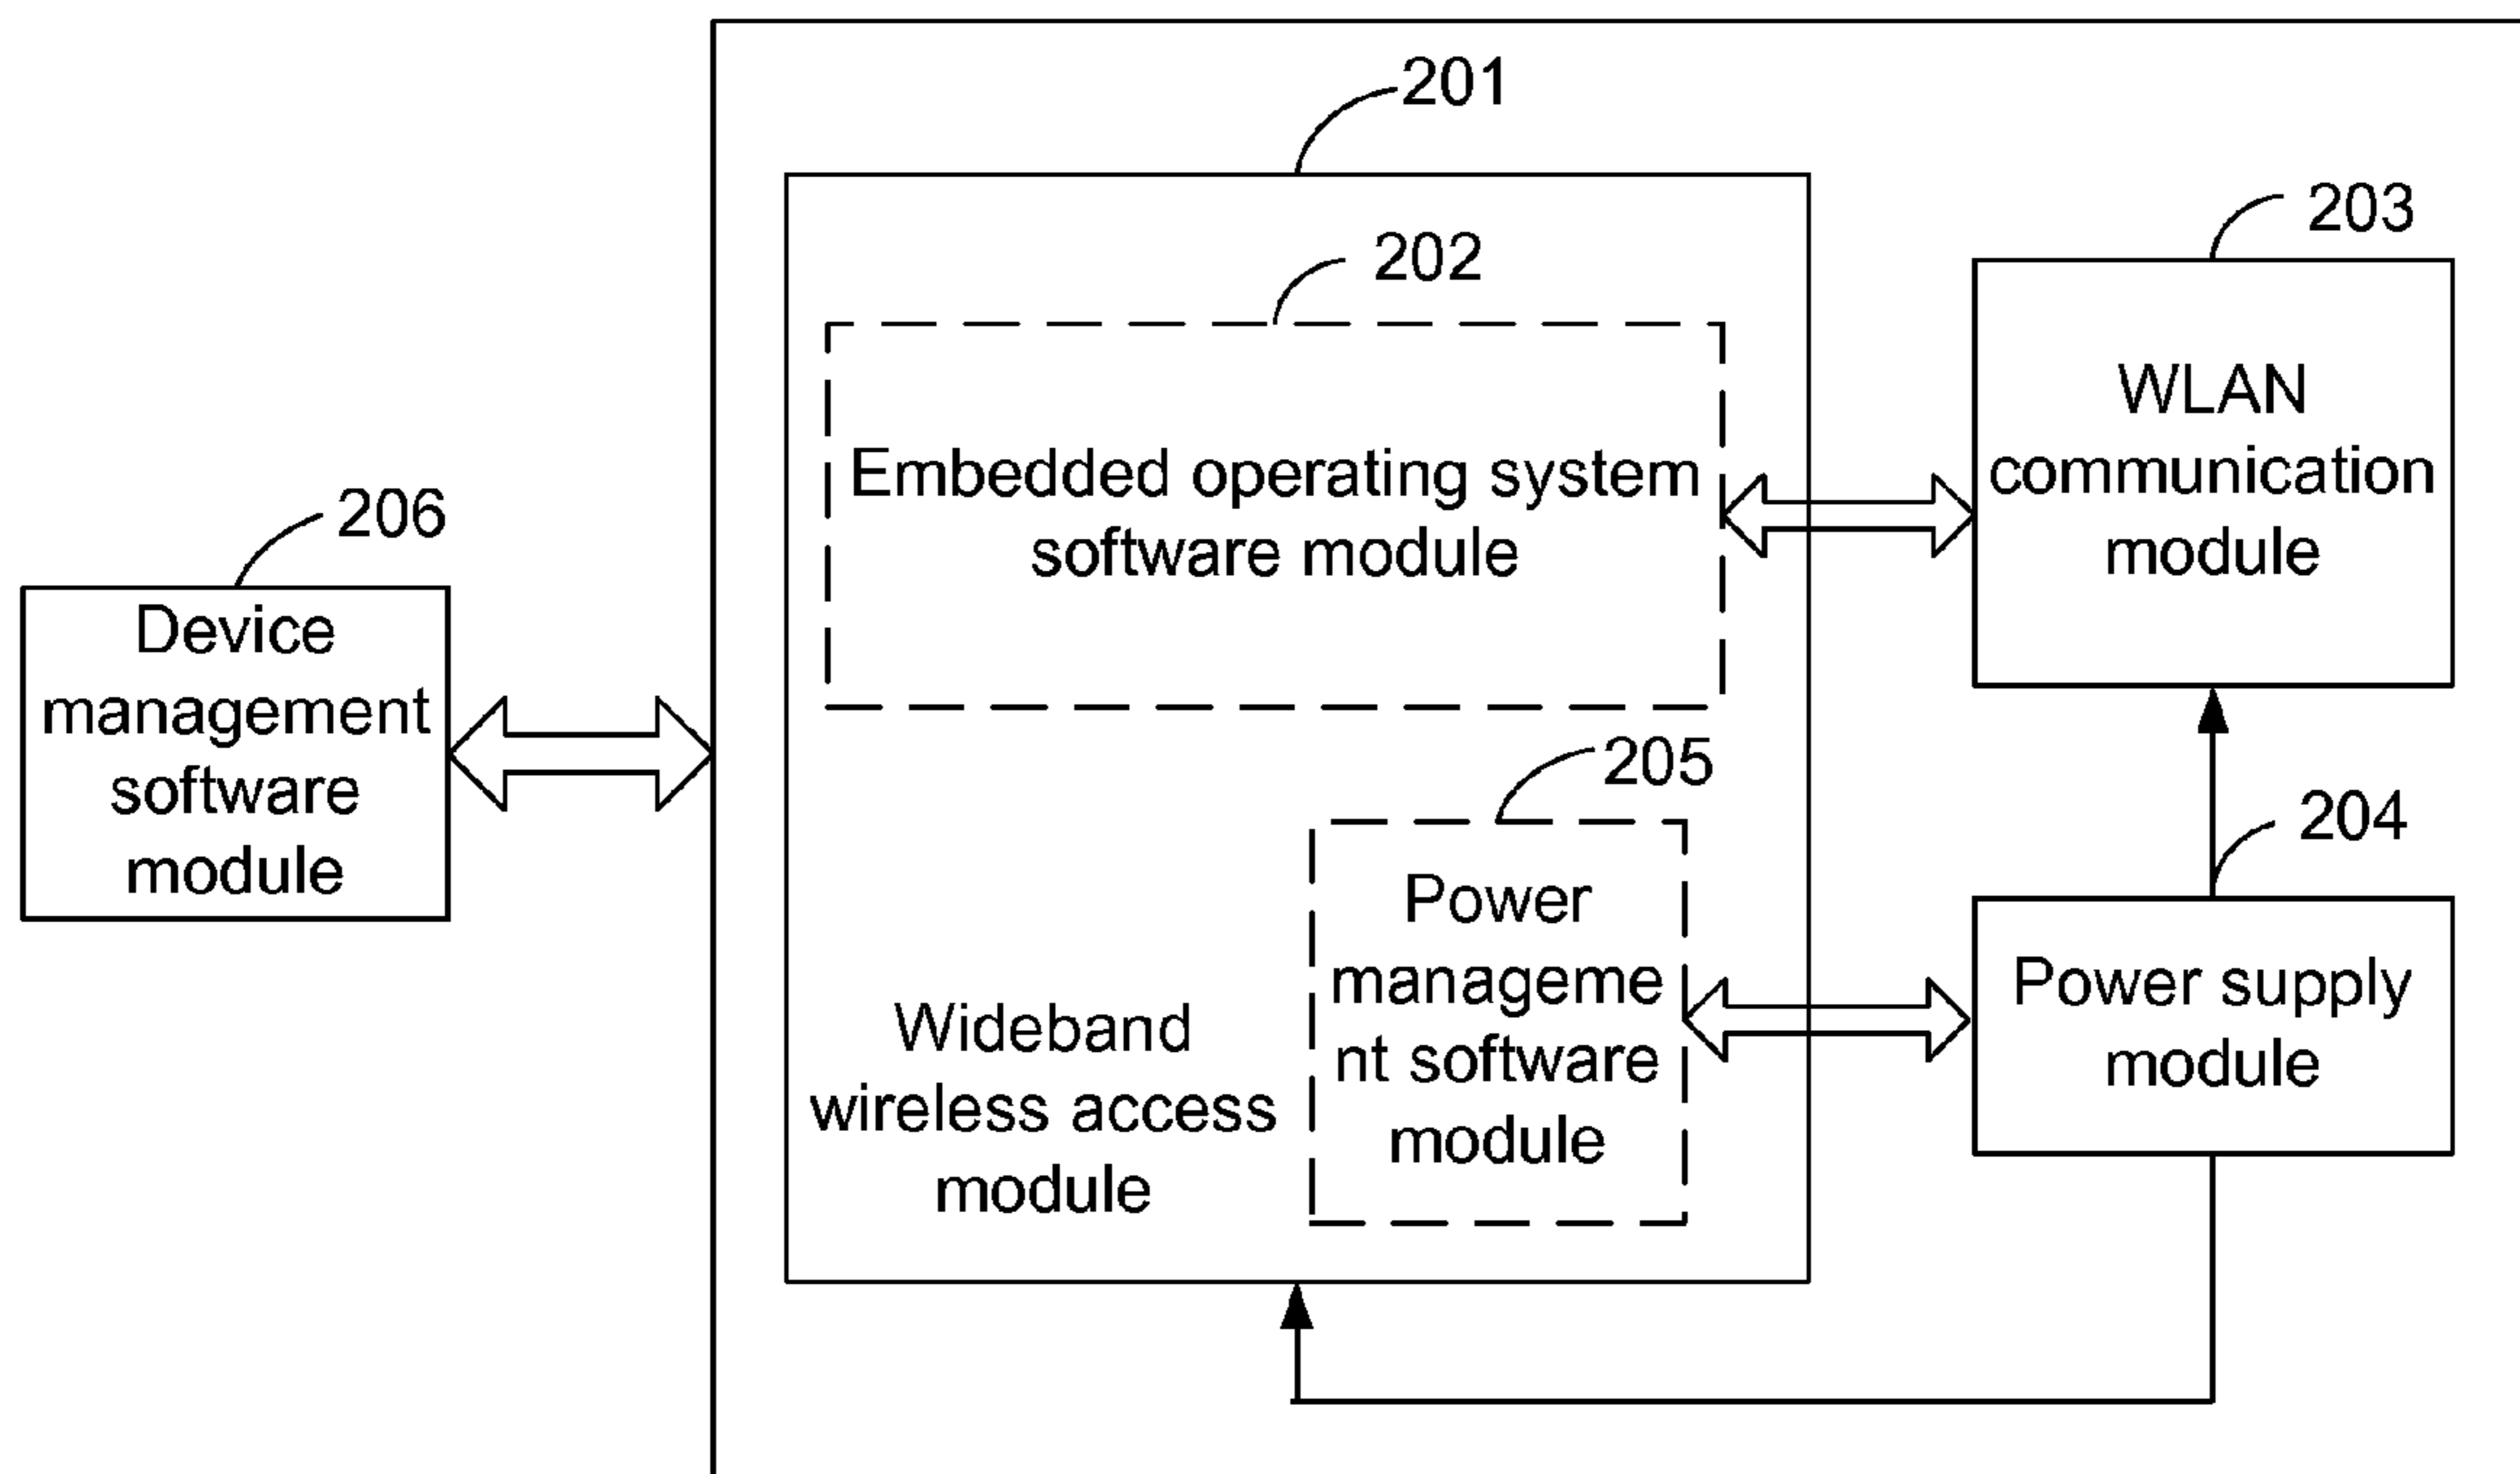 201
203
202
WLAN
communication
module
Embedded operating system
software module
206
Device
management
software
module
205
204
Power
manageme
nt software
module
Power supply
module
Wideband
wireless access
module